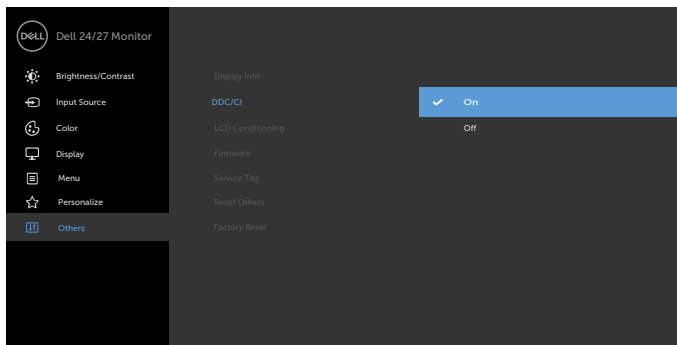 DELL
Dell 24/27 Monitor
Brightness/Contrast
Input Source
Color
Display
Menu
Personalize
Others
Display Info
DDC/CI
LCD Conditioning
Firmware
Service Tag
Reset Others
Factory Reset
On
Off